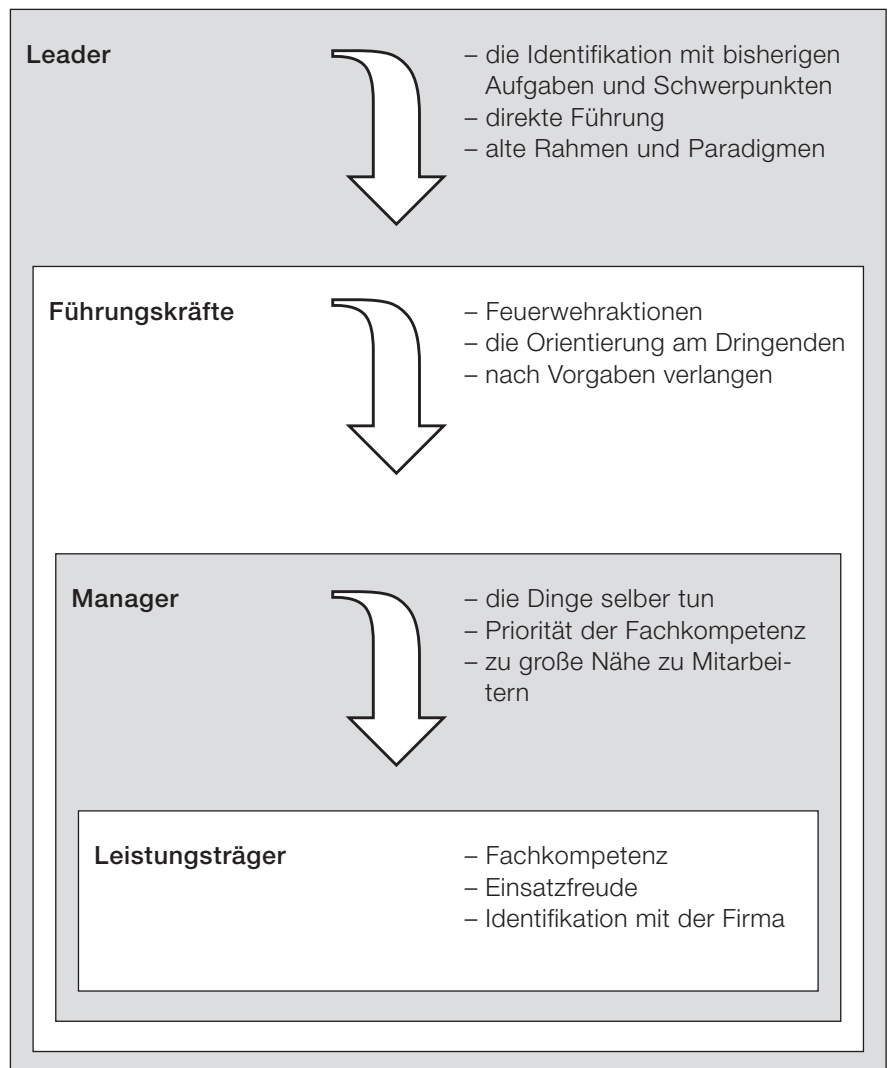 Leader
– die Identifikation mit bisherigen
Aufgaben und Schwerpunkten
– direkte Führung
– alte Rahmen und Paradigmen
Führungskräfte
– Feuerwehraktionen
– die Orientierung am Dringenden
– nach Vorgaben verlangen
Manager
– die Dinge selber tun
– Priorität der Fachkompetenz
– zu große Nähe zu Mitarbei-
tern
Leistungsträger
– Fachkompetenz
– Einsatzfreude
– Identifikation mit der Firma